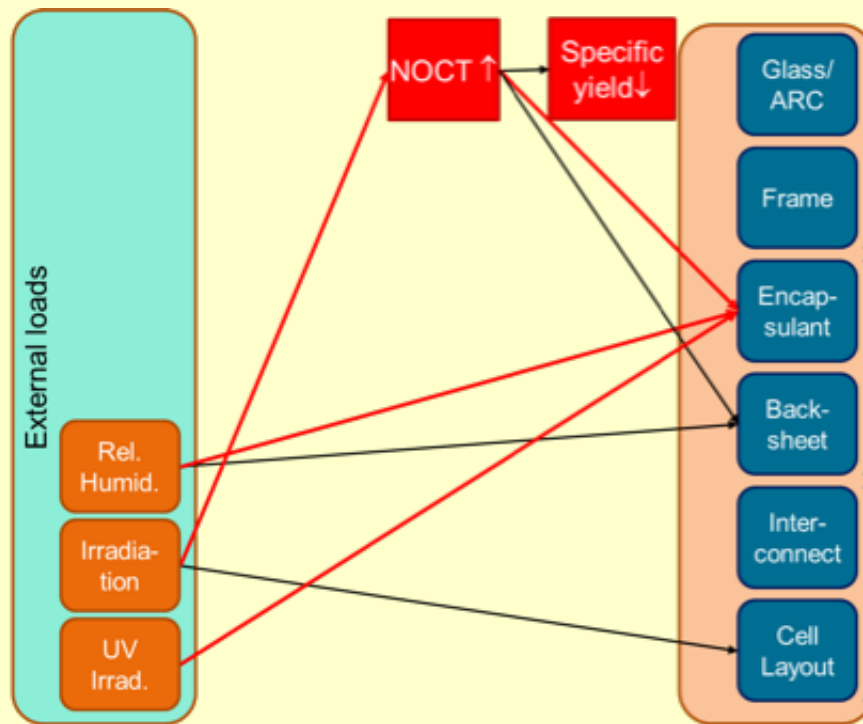 NOCT ↑
Specific
yield↓
Glass/
ARC
Frame
Encap-
sulant
Back-
sheet
Inter-
connect
Cell
Layout
External loads
Rel.
Humid.
Irradia-
tion
UV
Irrad.